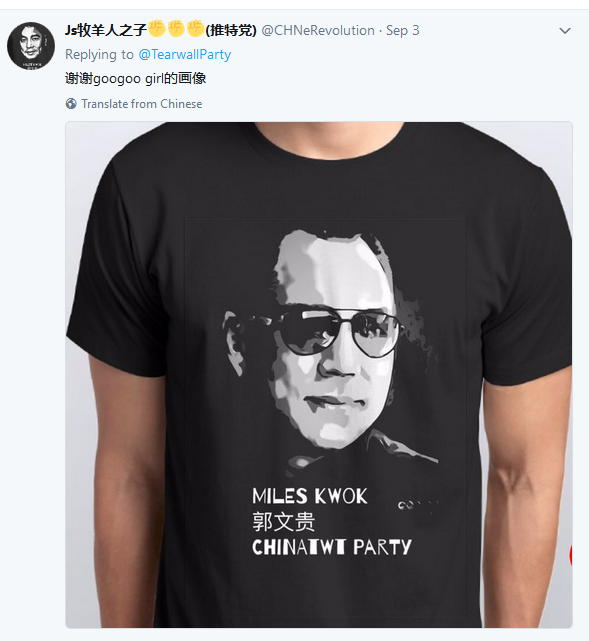 Js牧羊人之子✊✊✊(推特党) @CHNeRevolution · Sep 3
Replying to @TearwallParty
谢谢googoo girl的画像
Translate from Chinese
MILES KWOK
郭文贵
CHINATWT PARTY